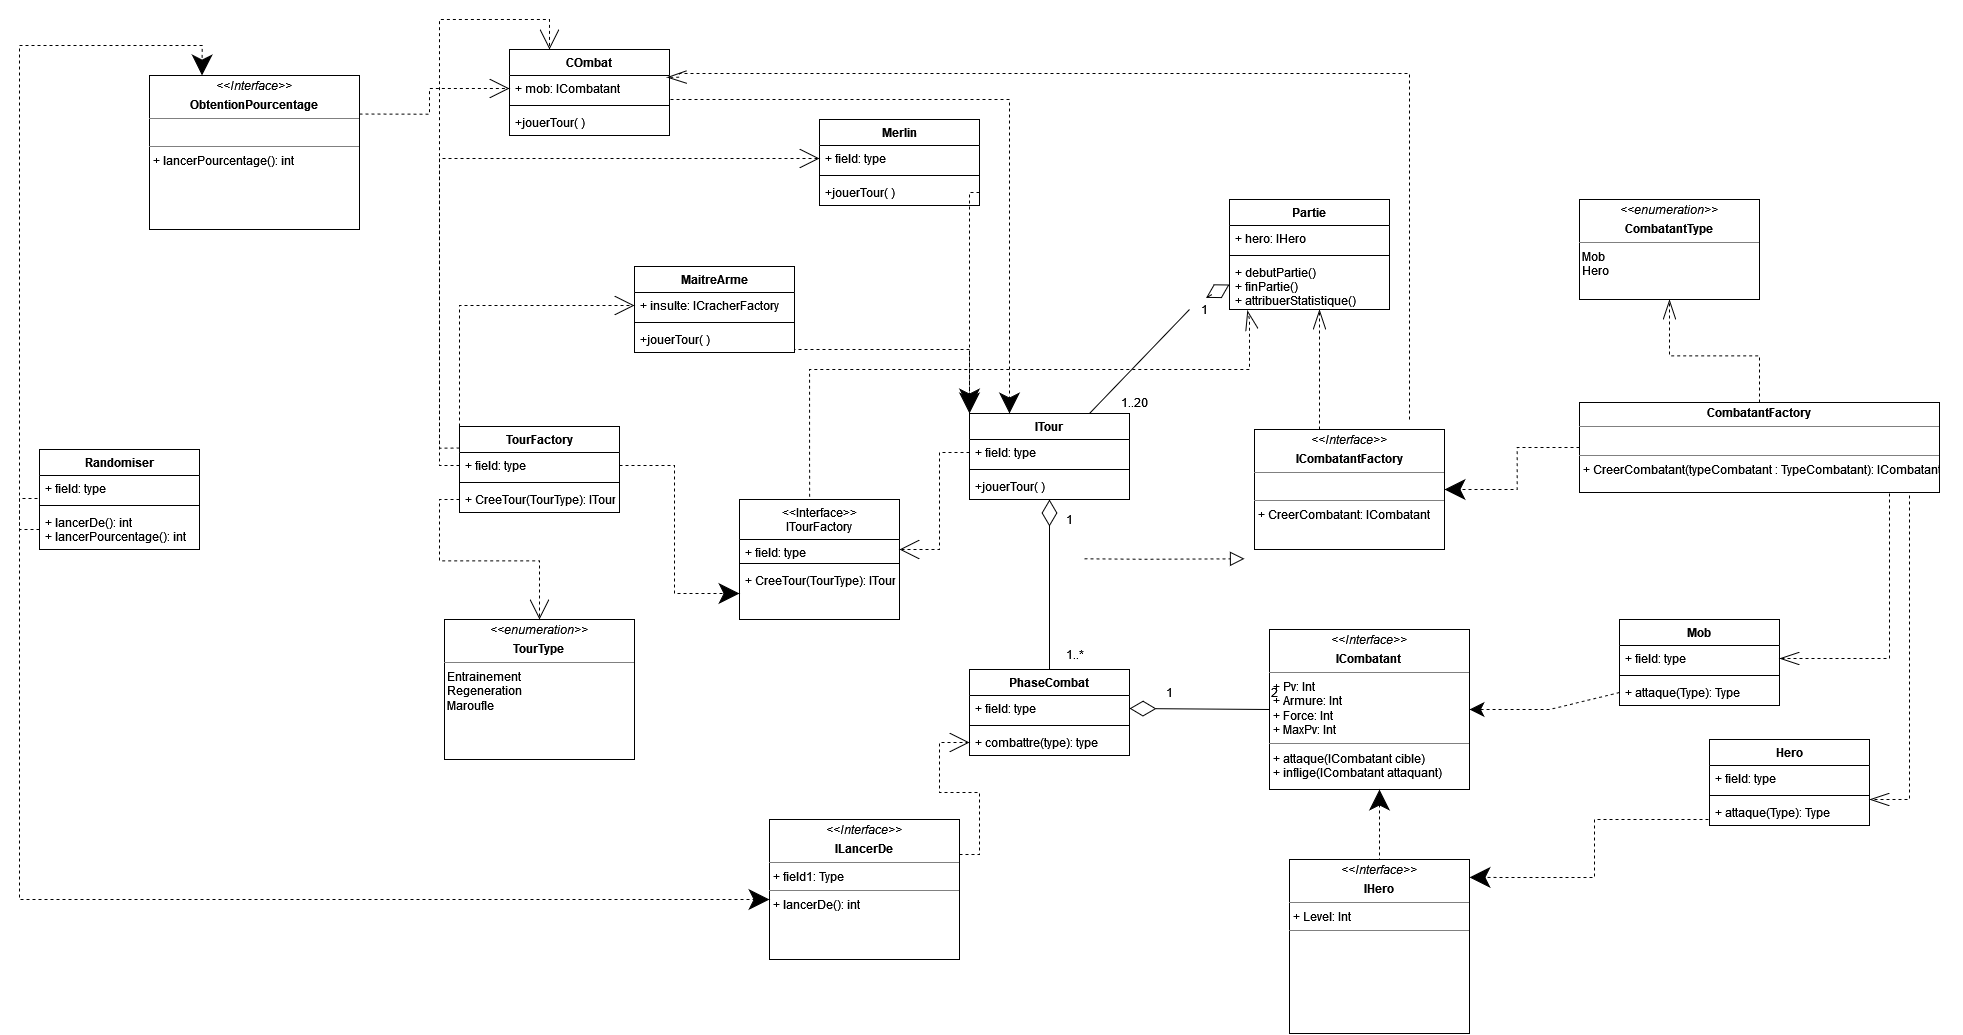 COmbat
+ mob: ICombatant
+jouerTour( )
<<Interface>>
ObtentionPourcentage
+ lancerPourcentage(): int
Merlin
+ field: type
+jouerTour( )
Partie
+ hero: IHero
+ debutPartie()
+ finPartie()
+ attribuerStatistique()
1
<<enumeration>>
CombatantType
Mob
Hero
MaitreArme
+ insulte: ICracherFactory
+jouerTour( )
1..20
CombatantFactory
+ CreerCombatant(typeCombatant : TypeCombatant): ICombatant
ITour
+ field: type
+jouerTour( )
1
<<Interface>>
ICombatantFactory
+ CreerCombatant: ICombatant
TourFactory
+ field: type
+ CreeTour(TourType): ITour
Randomiser
+ field: type
+ lancerDe(): int
+ lancerPourcentage(): int
<<Interface>>
ITourFactory
+ field: type
+ CreeTour(TourType): ITour
<<enumeration>>
TourType
Entrainement
Regeneration
Maroufle
1..*
PhaseCombat
+ field: type
+ combattre(type): type
1
2
<<Interface>>
ICombatant
+ Pv: Int
+ Armure: Int
+ Force: Int
+ MaxPv: Int
+ attaque(ICombatant cible)
+ inflige(ICombatant attaquant)
Mob
+ field: type
+ attaque(Type): Type
Hero
+ field: type
+ attaque(Type): Type
<<Interface>>
ILancerDe
+ field1: Type
+ lancerDe(): int
<<Interface>>
IHero
+ Level: Int